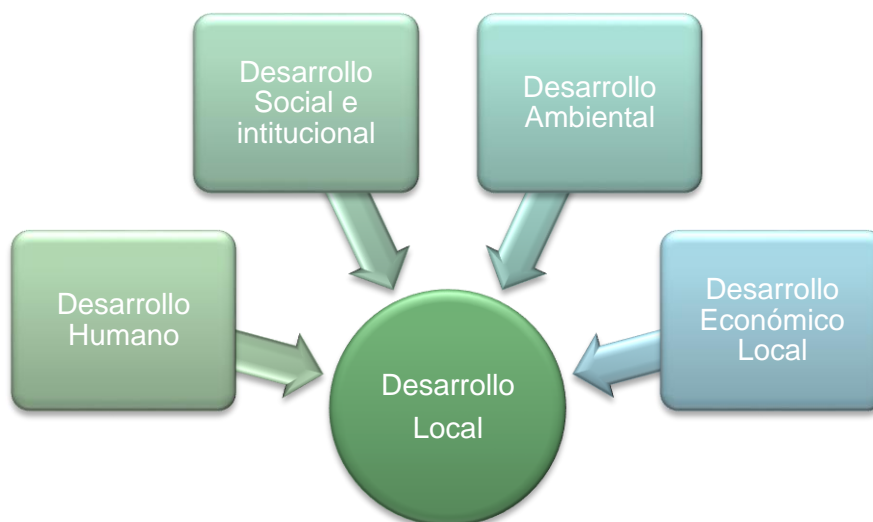 Desarrollo
Social e
intitucional
Desarrollo
Ambiental
Desarrollo
Humano
Desarrollo
Económico
Local
Desarrollo
Local